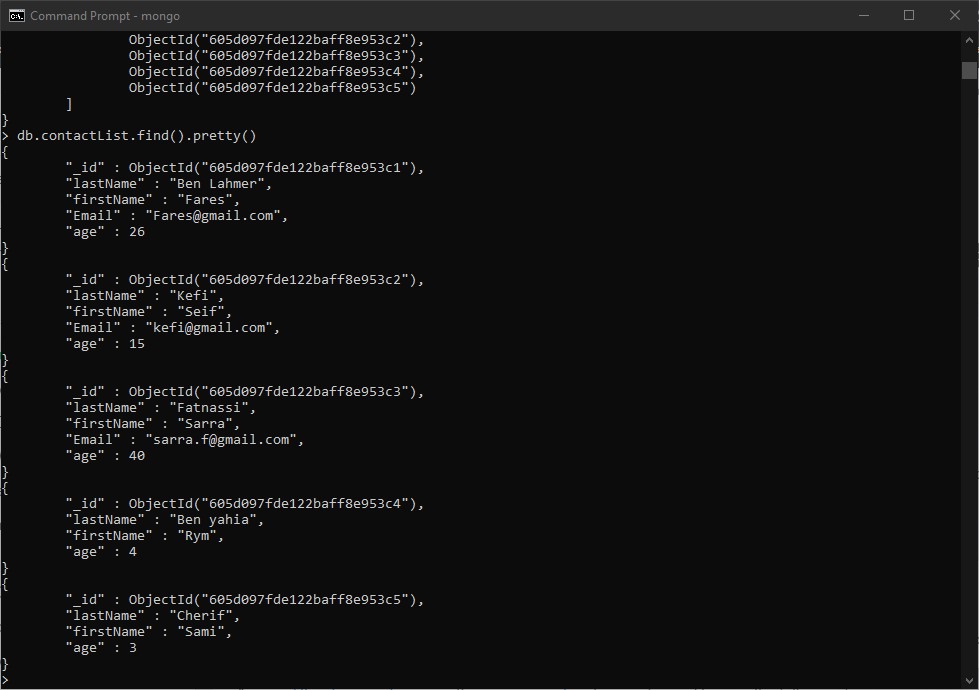 Command Prompt - mongo
ObjectId("605d097fde122baff8e953c2"),
ObjectId("605d097fde122baff8e953c3"),
ObjectId("605d097fde122baff8e953c4"),
ObjectId("605d097fde122baff8e953c5")
]
}
> db.contactList.find().pretty()
{
"_id" : ObjectId("605d097fde122baff8e953c1"),
"lastName" : "Ben Lahmer",
"firstName" : "Fares",
"Email" : "Fares@gmail.com",
"age" : 26
}
{
"_id" : ObjectId("605d097fde122baff8e953c2"),
"lastName" : "Kefi",
"firstName" : "Seif",
"Email" : "kefi@gmail.com",
"age" : 15
}
{
"_id" : ObjectId("605d097fde122baff8e953c3"),
"lastName" : "Fatnassi",
"firstName" : "Sarra",
"Email" : "sarra.f@gmail.com",
"age" : 40
}
{
"_id" : ObjectId("605d097fde122baff8e953c4"),
"lastName" : "Ben yahia",
"firstName" : "Rym",
"age" : 4
}
{
"_id" : ObjectId("605d097fde122baff8e953c5"),
"lastName" : "Cherif",
"firstName" : "Sami",
"age" : 3
}
>